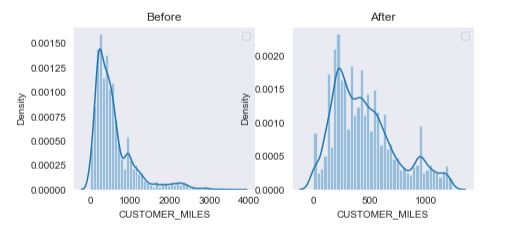 Before
After
Density
0.00150
0.00125
0.00100
0.00075
0.00050
0.00025
0.00000
0 1000 2000 3000 4000
CUSTOMER_MILES
Density
0.0020
0.0015
0.0010
0.0005
0.0000
0 500 1000
CUSTOMER_MILES